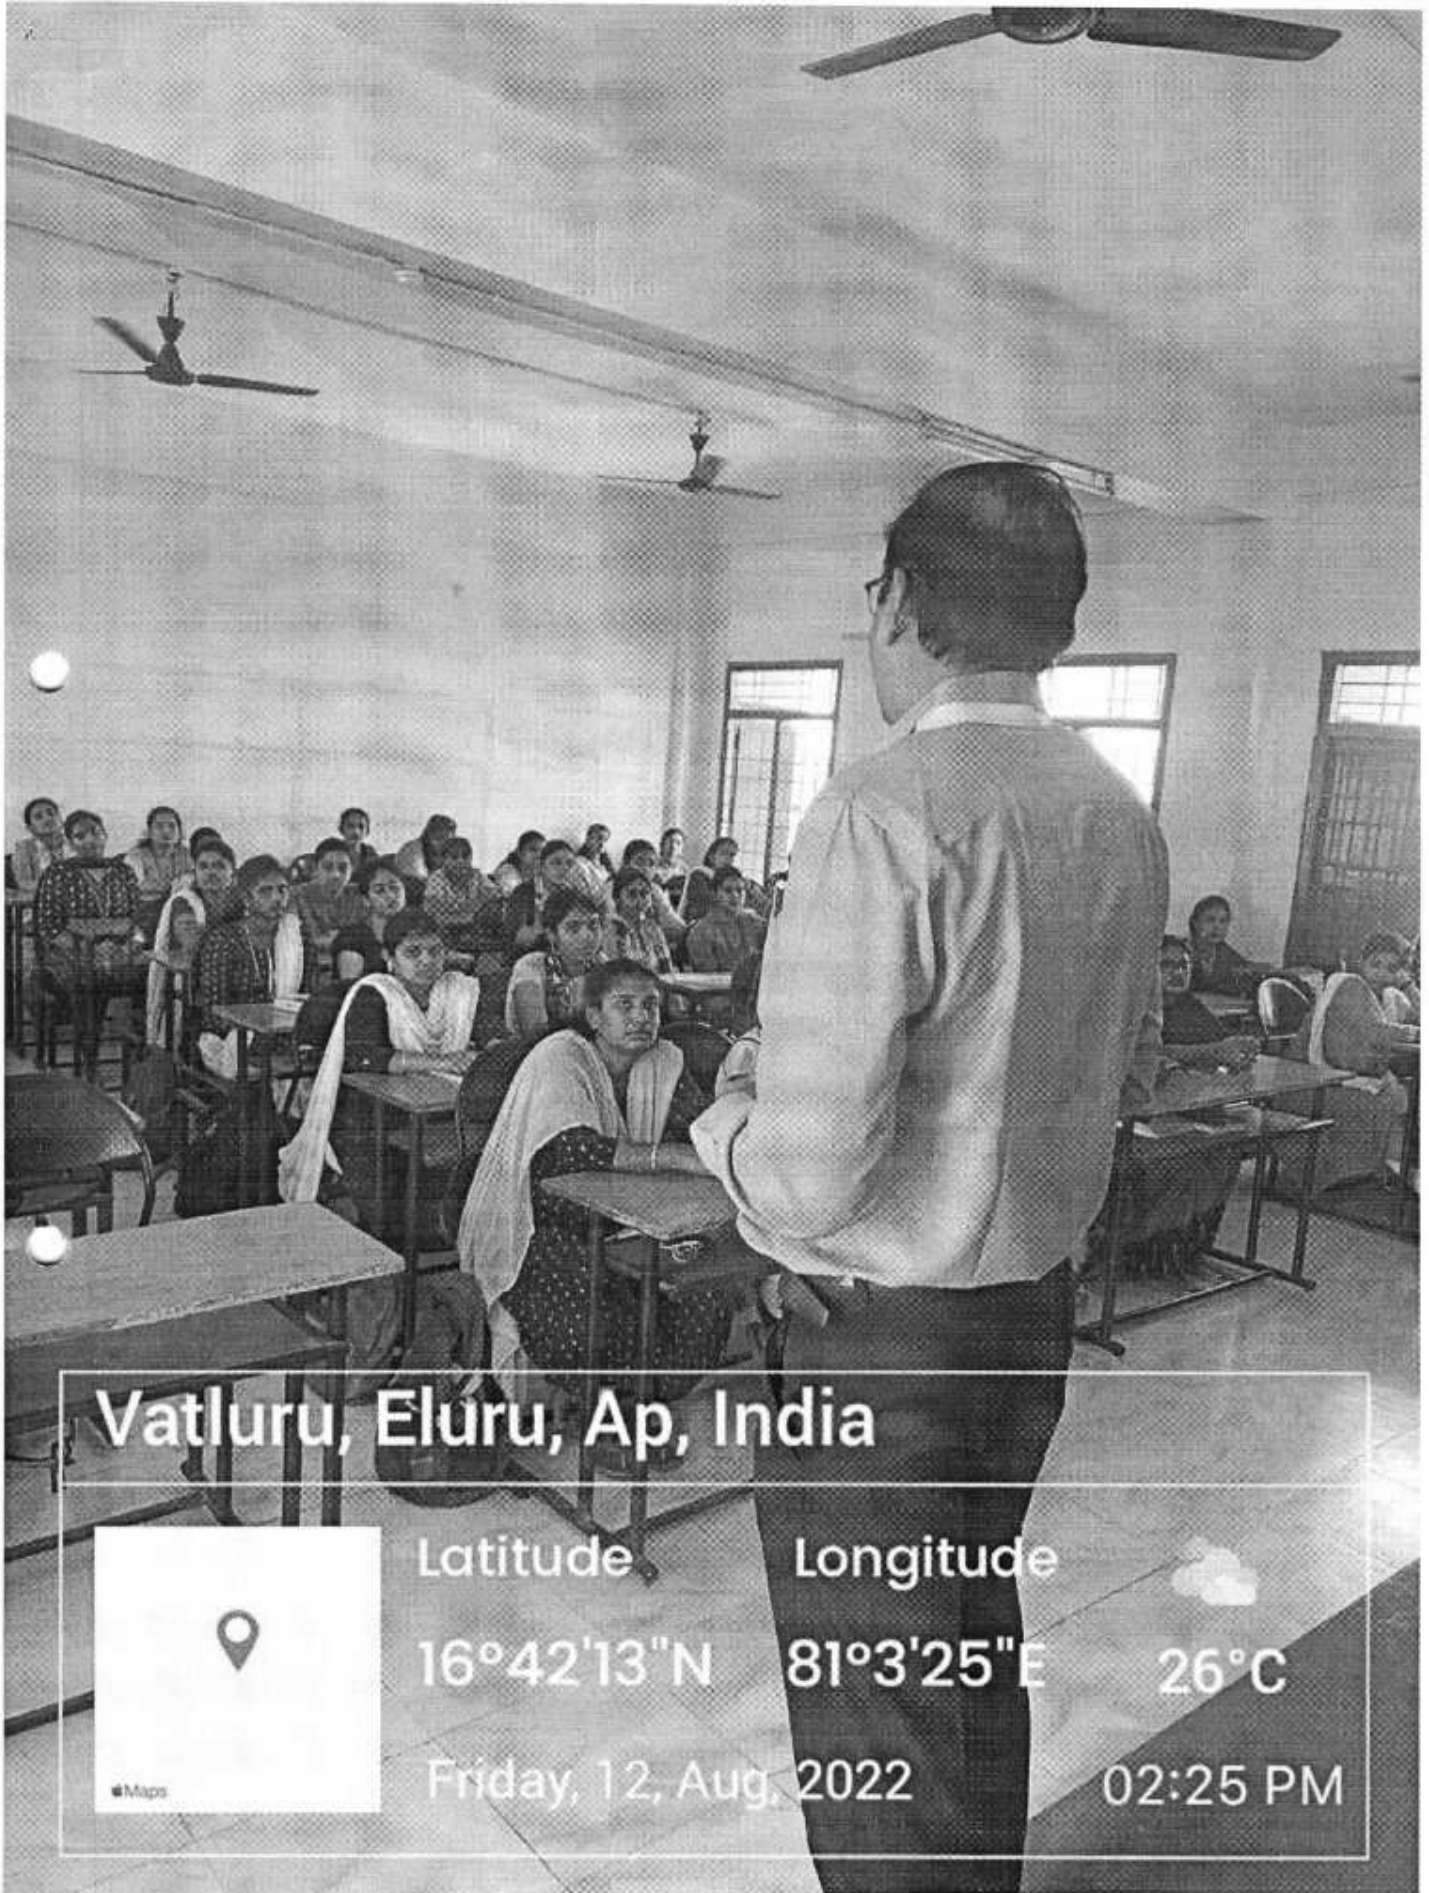 Vatluru, Eluru, Ap, India
Latitude Longitude
16°42'13"N 81°3'25"E 26°C
Maps
Friday, 12, Aug, 2022 02:25 PM